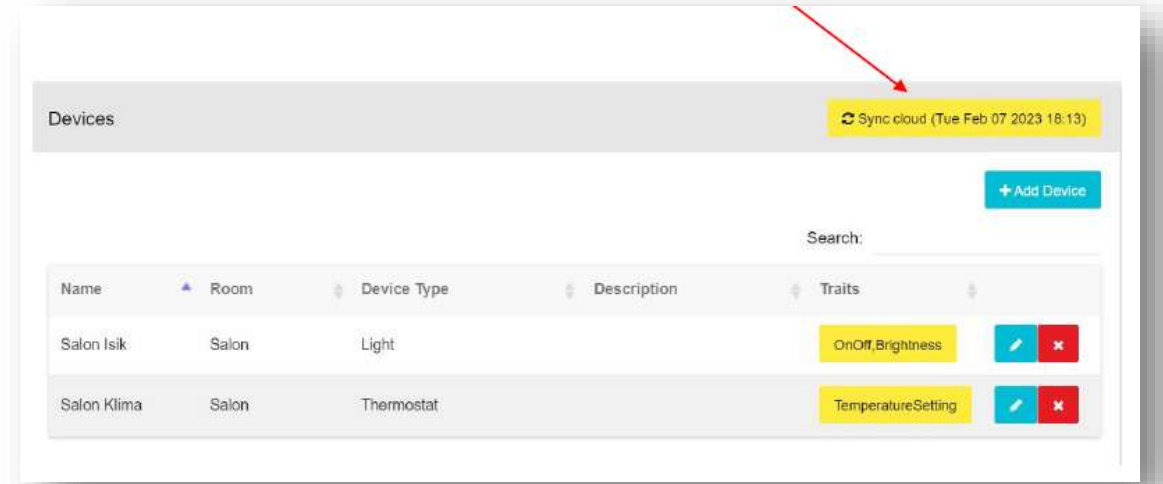 Devices
Sync cloud (Tue Feb 07 2023 18:13)
+ Add Device
Search:
Name Room Device Type Description Traits
Salon Isik Salon Light OnOff,Brightness
Salon Klima Salon Thermostat TemperatureSetting